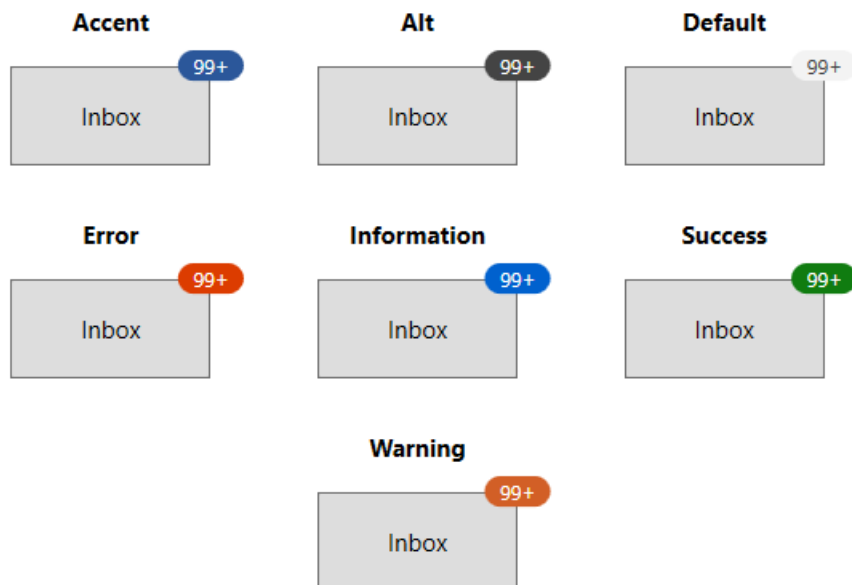 Accent Alt Default
99+ 99+ 99+
Inbox Inbox Inbox
Error Information Success
99+ 99+ 99+
Inbox Inbox Inbox
Warning
99+
Inbox